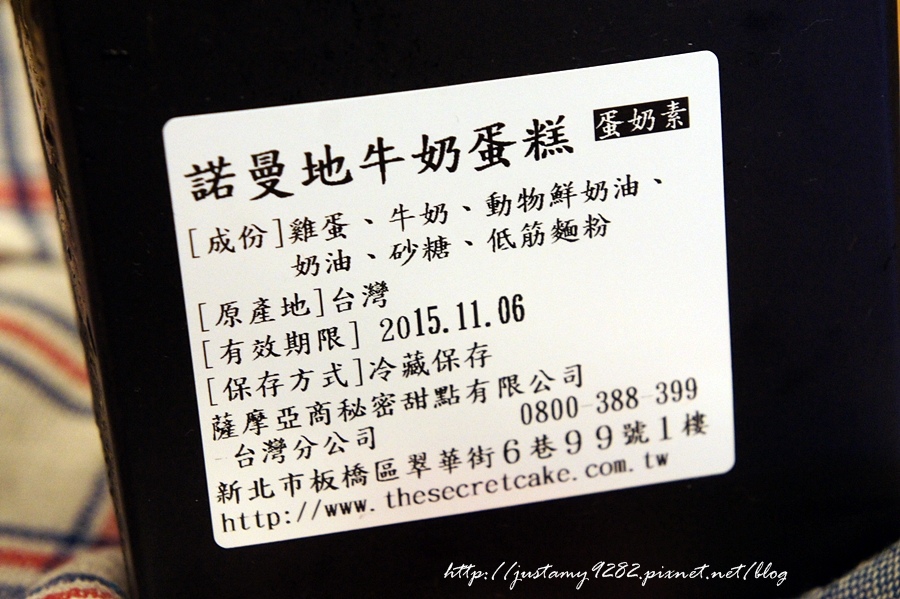 諾曼地牛奶蛋糕 蛋奶素
[成份]雞蛋、牛奶、動物鮮奶油、
奶油、砂糖、低筋麵粉
[原產地]台灣
[有效期限] 2015.11.06
[保存方式]冷藏保存
薩摩亞商秘密甜點有限公司
-台灣分公司 0800-388-399
新北市板橋區翠華街6巷99號1樓
http://www.thesecretcake.com.tw
http://justamy9282.pixnet.net/blog